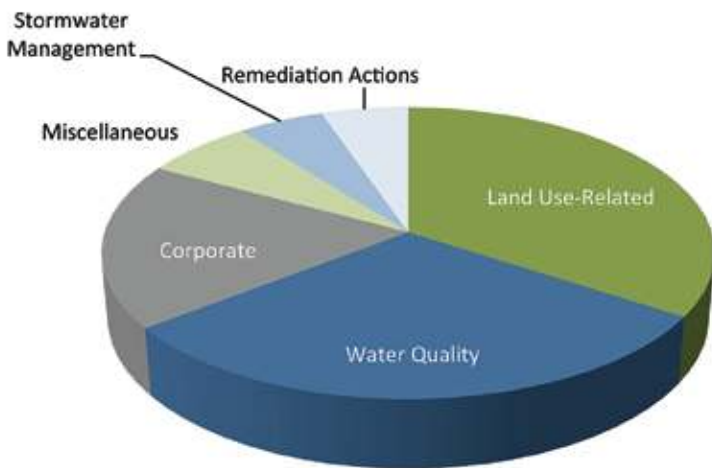 Stormwater
Management
Remediation Actions
Miscellaneous
Land Use-Related
Corporate
Water Quality